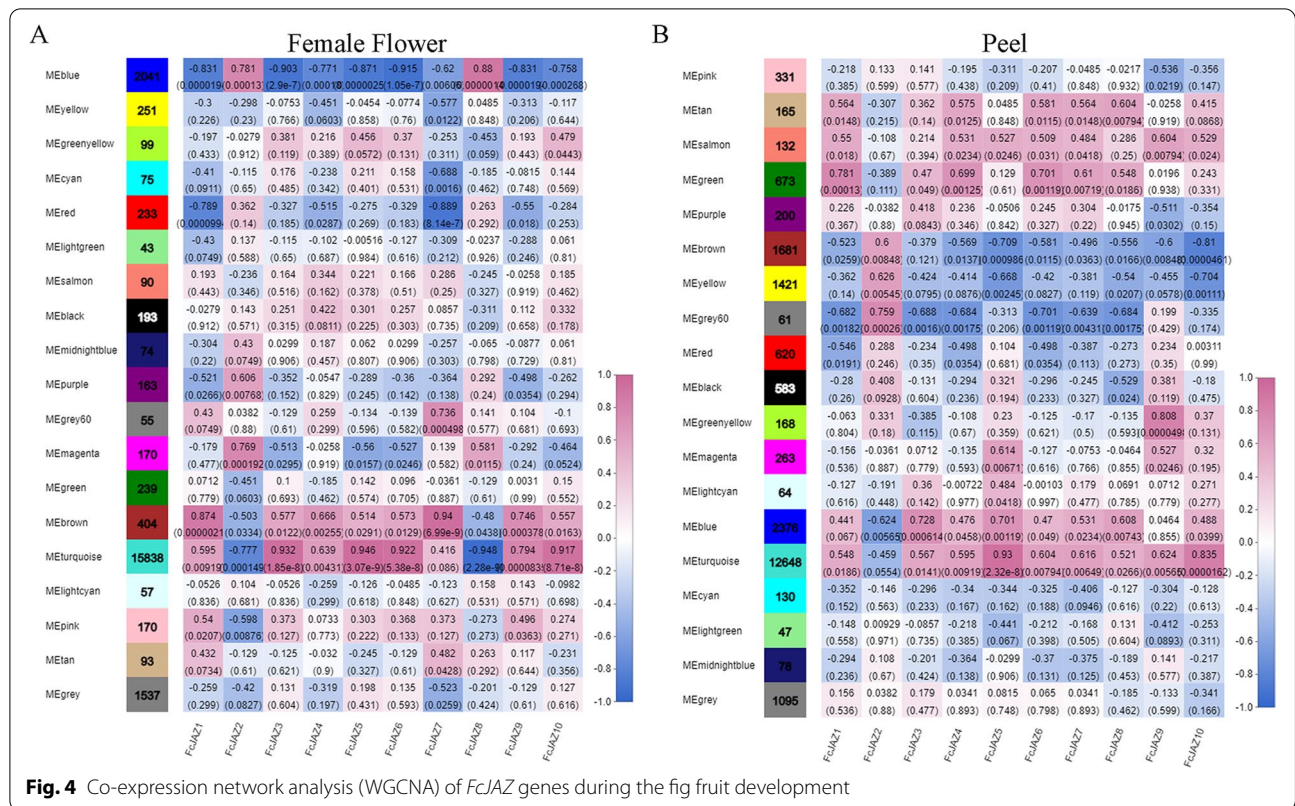 A
Female Flower
MEblue 2041 -0.831 0.781 -0.903 -0.771 -0.871 -0.915 -0.62 0.88 -0.831 -0.758
(0.000019 (0.00013) (2.9e-7) (0.00018 (0.0000025) (1.05e-7) (0.00606) (0.0000014) (0.000019) (0.000268)
MEyellow 251 -0.3 -0.298 -0.0753 -0.451 -0.0454 -0.0774 -0.577 0.0485 -0.313 -0.117
(0.226) (0.23) (0.766) (0.0603) (0.858) (0.76) (0.0122) (0.848) (0.206) (0.644)
MEgreenyellow 99 -0.197 -0.0279 0.381 0.216 0.456 0.37 -0.253 -0.453 0.193 0.479
(0.433) (0.912) (0.119) (0.389) (0.0572) (0.131) (0.311) (0.059) (0.443) (0.0443)
MEcyan 75 -0.41 -0.115 0.176 -0.238 0.211 0.158 -0.688 -0.185 -0.0815 0.144
(0.0911) (0.65) (0.485) (0.342) (0.401) (0.531) (0.0016) (0.462) (0.748) (0.569)
MEred 233 -0.789 0.362 -0.327 -0.515 -0.275 -0.329 -0.889 0.263 -0.55 -0.284
(0.000099 (0.14) (0.185) (0.0287) (0.269) (0.183) (8.14e-7) (0.292) (0.018) (0.253)
MElightgreen 43 -0.43 0.137 -0.115 -0.102 -0.00516 -0.127 -0.309 -0.0237 -0.288 0.061
(0.0749) (0.588) (0.65) (0.687) (0.984) (0.616) (0.212) (0.926) (0.246) (0.81)
MEsalmon 90 0.193 -0.236 0.164 0.344 0.221 0.166 0.286 -0.245 -0.0258 0.185
(0.443) (0.346) (0.516) (0.162) (0.378) (0.51) (0.25) (0.327) (0.919) (0.462)
MEblack 193 -0.0279 0.143 0.251 0.422 0.301 0.257 0.0857 -0.311 0.112 0.332
(0.912) (0.571) (0.315) (0.0811) (0.225) (0.303) (0.735) (0.209) (0.658) (0.178)
MEmidnightblue 74 -0.304 0.43 0.0299 0.187 0.062 0.0299 -0.257 -0.065 -0.0877 0.061
(0.22) (0.0749) (0.906) (0.457) (0.807) (0.906) (0.303) (0.798) (0.729) (0.81)
MEpurple 163 -0.521 0.606 -0.352 -0.0547 -0.289 -0.36 -0.364 0.292 -0.498 -0.262
(0.0266) (0.00768) (0.152) (0.829) (0.245) (0.142) (0.138) (0.24) (0.0354) (0.294)
MEgrey60 55 0.43 0.0382 -0.129 0.259 -0.134 -0.139 0.736 0.141 0.104 -0.1
(0.0749) (0.88) (0.61) (0.299) (0.596) (0.582) (0.000498) (0.577) (0.681) (0.693)
MEmagenta 170 -0.179 0.769 -0.513 -0.0258 -0.56 -0.527 0.139 0.581 -0.292 -0.464
(0.477) (0.000192) (0.0295) (0.919) (0.0157) (0.0246) (0.582) (0.0115) (0.24) (0.0524)
MEgreen 239 0.0712 -0.451 0.1 -0.185 0.142 0.096 -0.0361 -0.129 0.0031 0.15
(0.779) (0.0603) (0.693) (0.462) (0.574) (0.705) (0.887) (0.61) (0.99) (0.552)
MEbrown 404 0.874 -0.503 0.577 0.666 0.514 0.573 0.94 -0.48 0.746 0.557
(0.0000021) (0.0334) (0.0122) (0.00255) (0.0291) (0.0129) (6.99e-9) (0.0438) (0.000378) (0.0163)
MEturquoise 15838 0.595 -0.777 0.932 0.639 0.946 0.922 0.416 -0.948 0.794 0.917
(0.00919) (0.000149) (1.85e-8) (0.00431) (3.07e-9) (5.38e-8) (0.086) (2.28e-9) (0.000083 (8.71e-8)
MElightcyan 57 -0.0526 0.104 -0.0526 -0.259 -0.126 -0.0485 -0.123 0.158 0.143 -0.0982
(0.836) (0.681) (0.836) (0.299) (0.618) (0.848) (0.627) (0.531) (0.571) (0.698)
MEpink 170 0.54 -0.598 0.373 0.0733 0.303 0.368 0.373 -0.273 0.496 0.274
(0.0207) (0.00876) (0.127) (0.773) (0.222) (0.133) (0.127) (0.273) (0.0363) (0.271)
MEtan 93 0.432 -0.129 -0.125 -0.032 -0.245 -0.129 0.482 0.263 0.117 -0.231
(0.0734) (0.61) (0.621) (0.9) (0.327) (0.61) (0.0428) (0.292) (0.644) (0.356)
MEgrey 1537 -0.259 -0.42 0.131 -0.319 0.198 0.135 -0.523 -0.201 -0.129 0.127
(0.299) (0.0827) (0.604) (0.197) (0.431) (0.593) (0.0259) (0.424) (0.61) (0.616)
FcJAZ1 FcJAZ2 FcJAZ3 FcJAZ4 FcJAZ5 FcJAZ6 FcJAZ7 FcJAZ8 FcJAZ9 FcJAZ10
1.0
0.8
0.6
0.4
0.2
0.0
-0.2
-0.4
-0.6
-0.8
-1.0
B
Peel
MEpink 331 -0.218 0.133 0.141 -0.195 -0.311 -0.207 -0.0485 -0.0217 -0.536 -0.356
(0.385) (0.599) (0.577) (0.438) (0.209) (0.41) (0.848) (0.932) (0.0219) (0.147)
MEtan 165 0.564 -0.307 0.362 0.575 0.0485 0.581 0.564 0.604 -0.0258 0.415
(0.0148) (0.215) (0.14) (0.0125) (0.848) (0.0115) (0.0148) (0.00794) (0.919) (0.0868)
MEsalmon 132 0.55 -0.108 0.214 0.531 0.527 0.509 0.484 0.286 0.604 0.529
(0.018) (0.67) (0.394) (0.0234) (0.0246) (0.031) (0.0418) (0.25) (0.00794) (0.024)
MEgreen 673 0.781 -0.389 0.47 0.699 0.129 0.701 0.61 0.548 0.0196 0.243
(0.00013) (0.111) (0.049) (0.00125) (0.61) (0.00119) (0.00719) (0.0186) (0.938) (0.331)
MEpurple 200 0.226 -0.0382 0.418 0.236 -0.0506 0.245 0.304 -0.0175 -0.511 -0.354
(0.367) (0.88) (0.0843) (0.346) (0.842) (0.327) (0.22) (0.945) (0.0302) (0.15)
MEbrown 1681 -0.523 0.6 -0.379 -0.569 -0.709 -0.581 -0.496 -0.556 -0.6 -0.81
(0.0259) (0.00848) (0.121) (0.0137) (0.000986) (0.0115) (0.0363) (0.0166) (0.00848) (0.0000461)
MEyellow 1421 -0.362 0.626 -0.424 -0.414 -0.668 -0.42 -0.381 -0.54 -0.455 -0.704
(0.14) (0.00545) (0.0795) (0.0876) (0.00245) (0.0827) (0.119) (0.0207) (0.0578) (0.00111)
MEgrey60 61 -0.682 0.759 -0.688 -0.684 -0.313 -0.701 -0.639 -0.684 0.199 -0.335
(0.00182) (0.00026) (0.0016) (0.00175) (0.206) (0.00119) (0.00431) (0.00175) (0.429) (0.174)
MEred 620 -0.546 0.288 -0.234 -0.498 0.104 -0.498 -0.387 -0.273 0.234 0.00311
(0.0191) (0.246) (0.35) (0.0354) (0.681) (0.0354) (0.113) (0.273) (0.35) (0.99)
MEblack 583 -0.28 0.408 -0.131 -0.294 0.321 -0.296 -0.245 -0.529 0.381 -0.18
(0.26) (0.0928) (0.604) (0.236) (0.194) (0.233) (0.327) (0.024) (0.119) (0.475)
MEgreenyellow 168 -0.063 0.331 -0.385 -0.108 0.23 -0.125 -0.17 -0.135 0.808 0.37
(0.804) (0.18) (0.115) (0.67) (0.359) (0.621) (0.5) (0.593) (0.0000498) (0.131)
MEmagenta 263 -0.156 -0.0361 0.0712 -0.135 0.614 -0.127 -0.0753 -0.0464 0.527 0.32
(0.536) (0.887) (0.779) (0.593) (0.00671) (0.616) (0.766) (0.855) (0.0246) (0.195)
MElightcyan 64 -0.127 -0.191 0.36 -0.00722 0.484 -0.00103 0.179 0.0691 0.0712 0.271
(0.616) (0.448) (0.142) (0.977) (0.0418) (0.997) (0.477) (0.785) (0.779) (0.277)
MEblue 2376 0.441 -0.624 0.728 0.476 0.701 0.47 0.531 0.608 0.0464 0.488
(0.067) (0.00565) (0.000614) (0.0458) (0.00119) (0.049) (0.0234) (0.00743) (0.855) (0.0399)
MEturquoise 12648 0.548 -0.459 0.567 0.595 0.93 0.604 0.616 0.521 0.624 0.835
(0.0186) (0.0554) (0.0141) (0.00919) (2.32e-8) (0.00794) (0.00649) (0.0266) (0.00565) (0.0000162)
MEcyan 130 -0.352 -0.146 -0.296 -0.34 -0.344 -0.325 -0.406 -0.127 -0.304 -0.128
(0.152) (0.563) (0.233) (0.167) (0.162) (0.188) (0.0946) (0.616) (0.22) (0.613)
MElightgreen 47 -0.148 0.00929 -0.0857 -0.218 -0.441 -0.212 -0.168 0.131 -0.412 -0.253
(0.558) (0.971) (0.735) (0.385) (0.067) (0.398) (0.505) (0.604) (0.0893) (0.311)
MEmidnightblue 78 -0.294 0.108 -0.201 -0.364 -0.0299 -0.37 -0.375 -0.189 0.141 -0.217
(0.236) (0.67) (0.424) (0.138) (0.906) (0.131) (0.125) (0.453) (0.577) (0.387)
MEgrey 1095 0.156 0.0382 0.179 0.0341 0.0815 0.065 0.0341 -0.185 -0.133 -0.341
(0.536) (0.88) (0.477) (0.893) (0.748) (0.798) (0.893) (0.462) (0.599) (0.166)
FcJAZ1 FcJAZ2 FcJAZ3 FcJAZ4 FcJAZ5 FcJAZ6 FcJAZ7 FcJAZ8 FcJAZ9 FcJAZ10
1.0
0.8
0.6
0.4
0.2
0.0
-0.2
-0.4
-0.6
-0.8
-1.0
Fig. 4 Co-expression network analysis (WGCNA) of FcJAZ genes during the fig fruit development